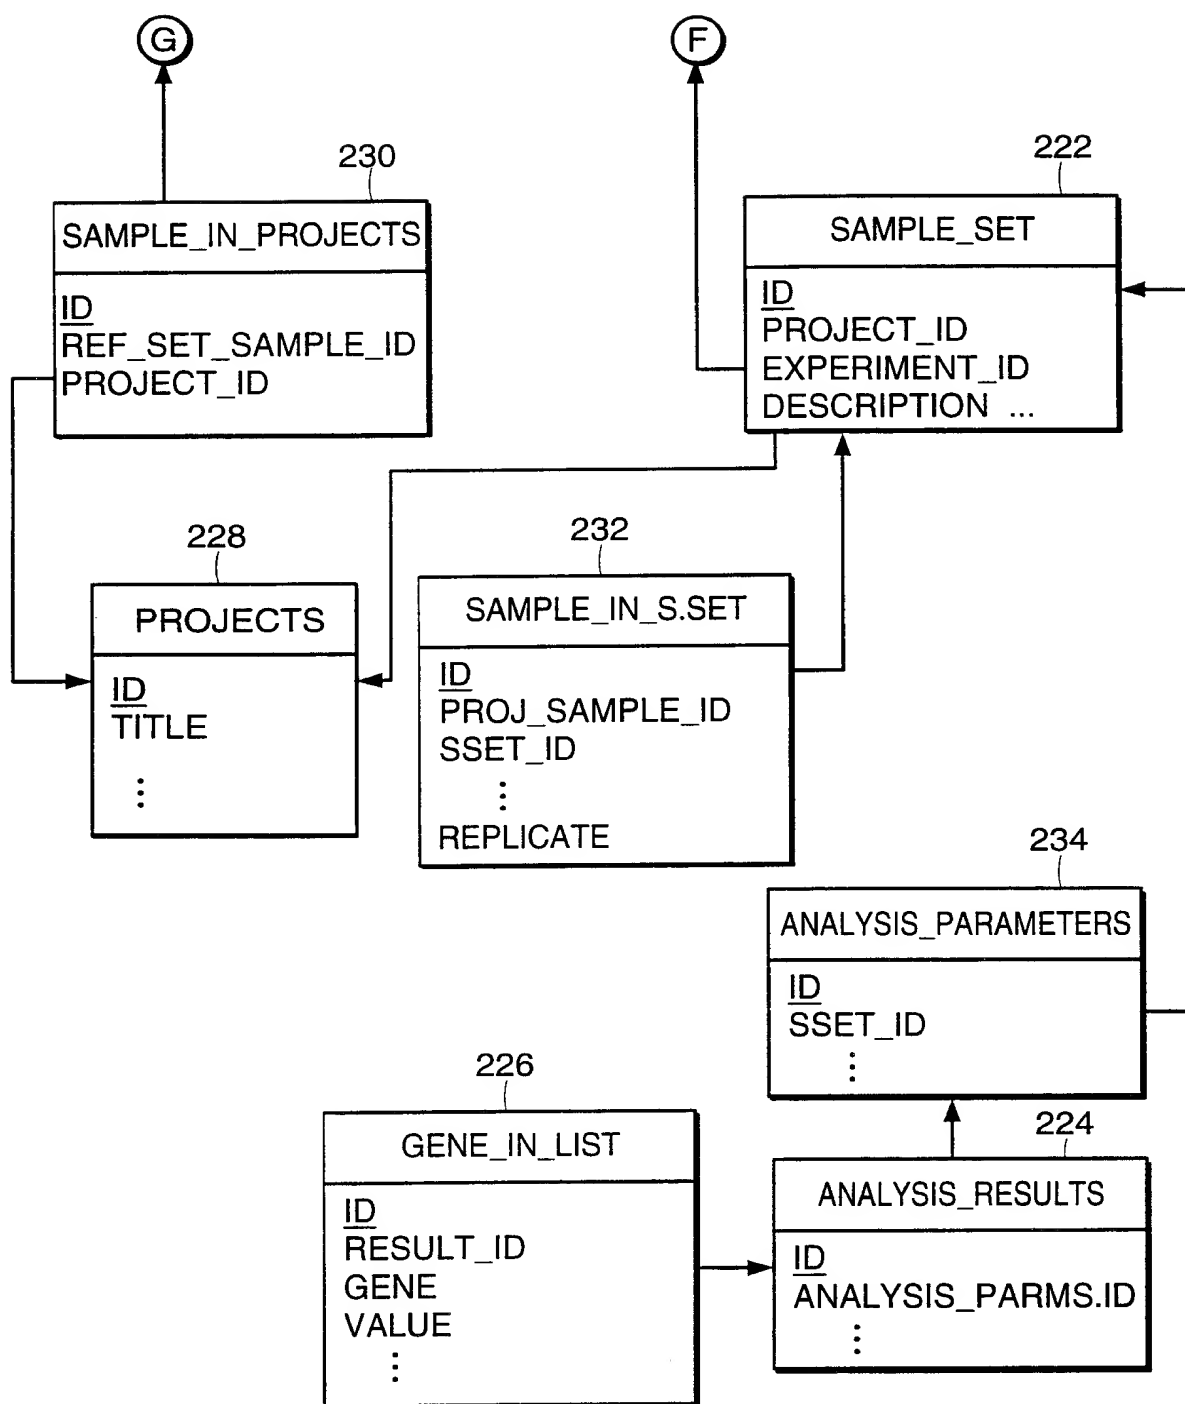 G
F
230
SAMPLE_IN_PROJECTS
ID
REF_SET_SAMPLE_ID
PROJECT_ID
222
SAMPLE_SET
ID
PROJECT_ID
EXPERIMENT_ID
DESCRIPTION ...
228
PROJECTS
ID
TITLE
⋮
232
SAMPLE_IN_S.SET
ID
PROJ_SAMPLE_ID
SSET_ID
⋮
REPLICATE
234
ANALYSIS_PARAMETERS
ID
SSET_ID
⋮
226
GENE_IN_LIST
ID
RESULT_ID
GENE
VALUE
⋮
224
ANALYSIS_RESULTS
ID
ANALYSIS_PARMS.ID
⋮